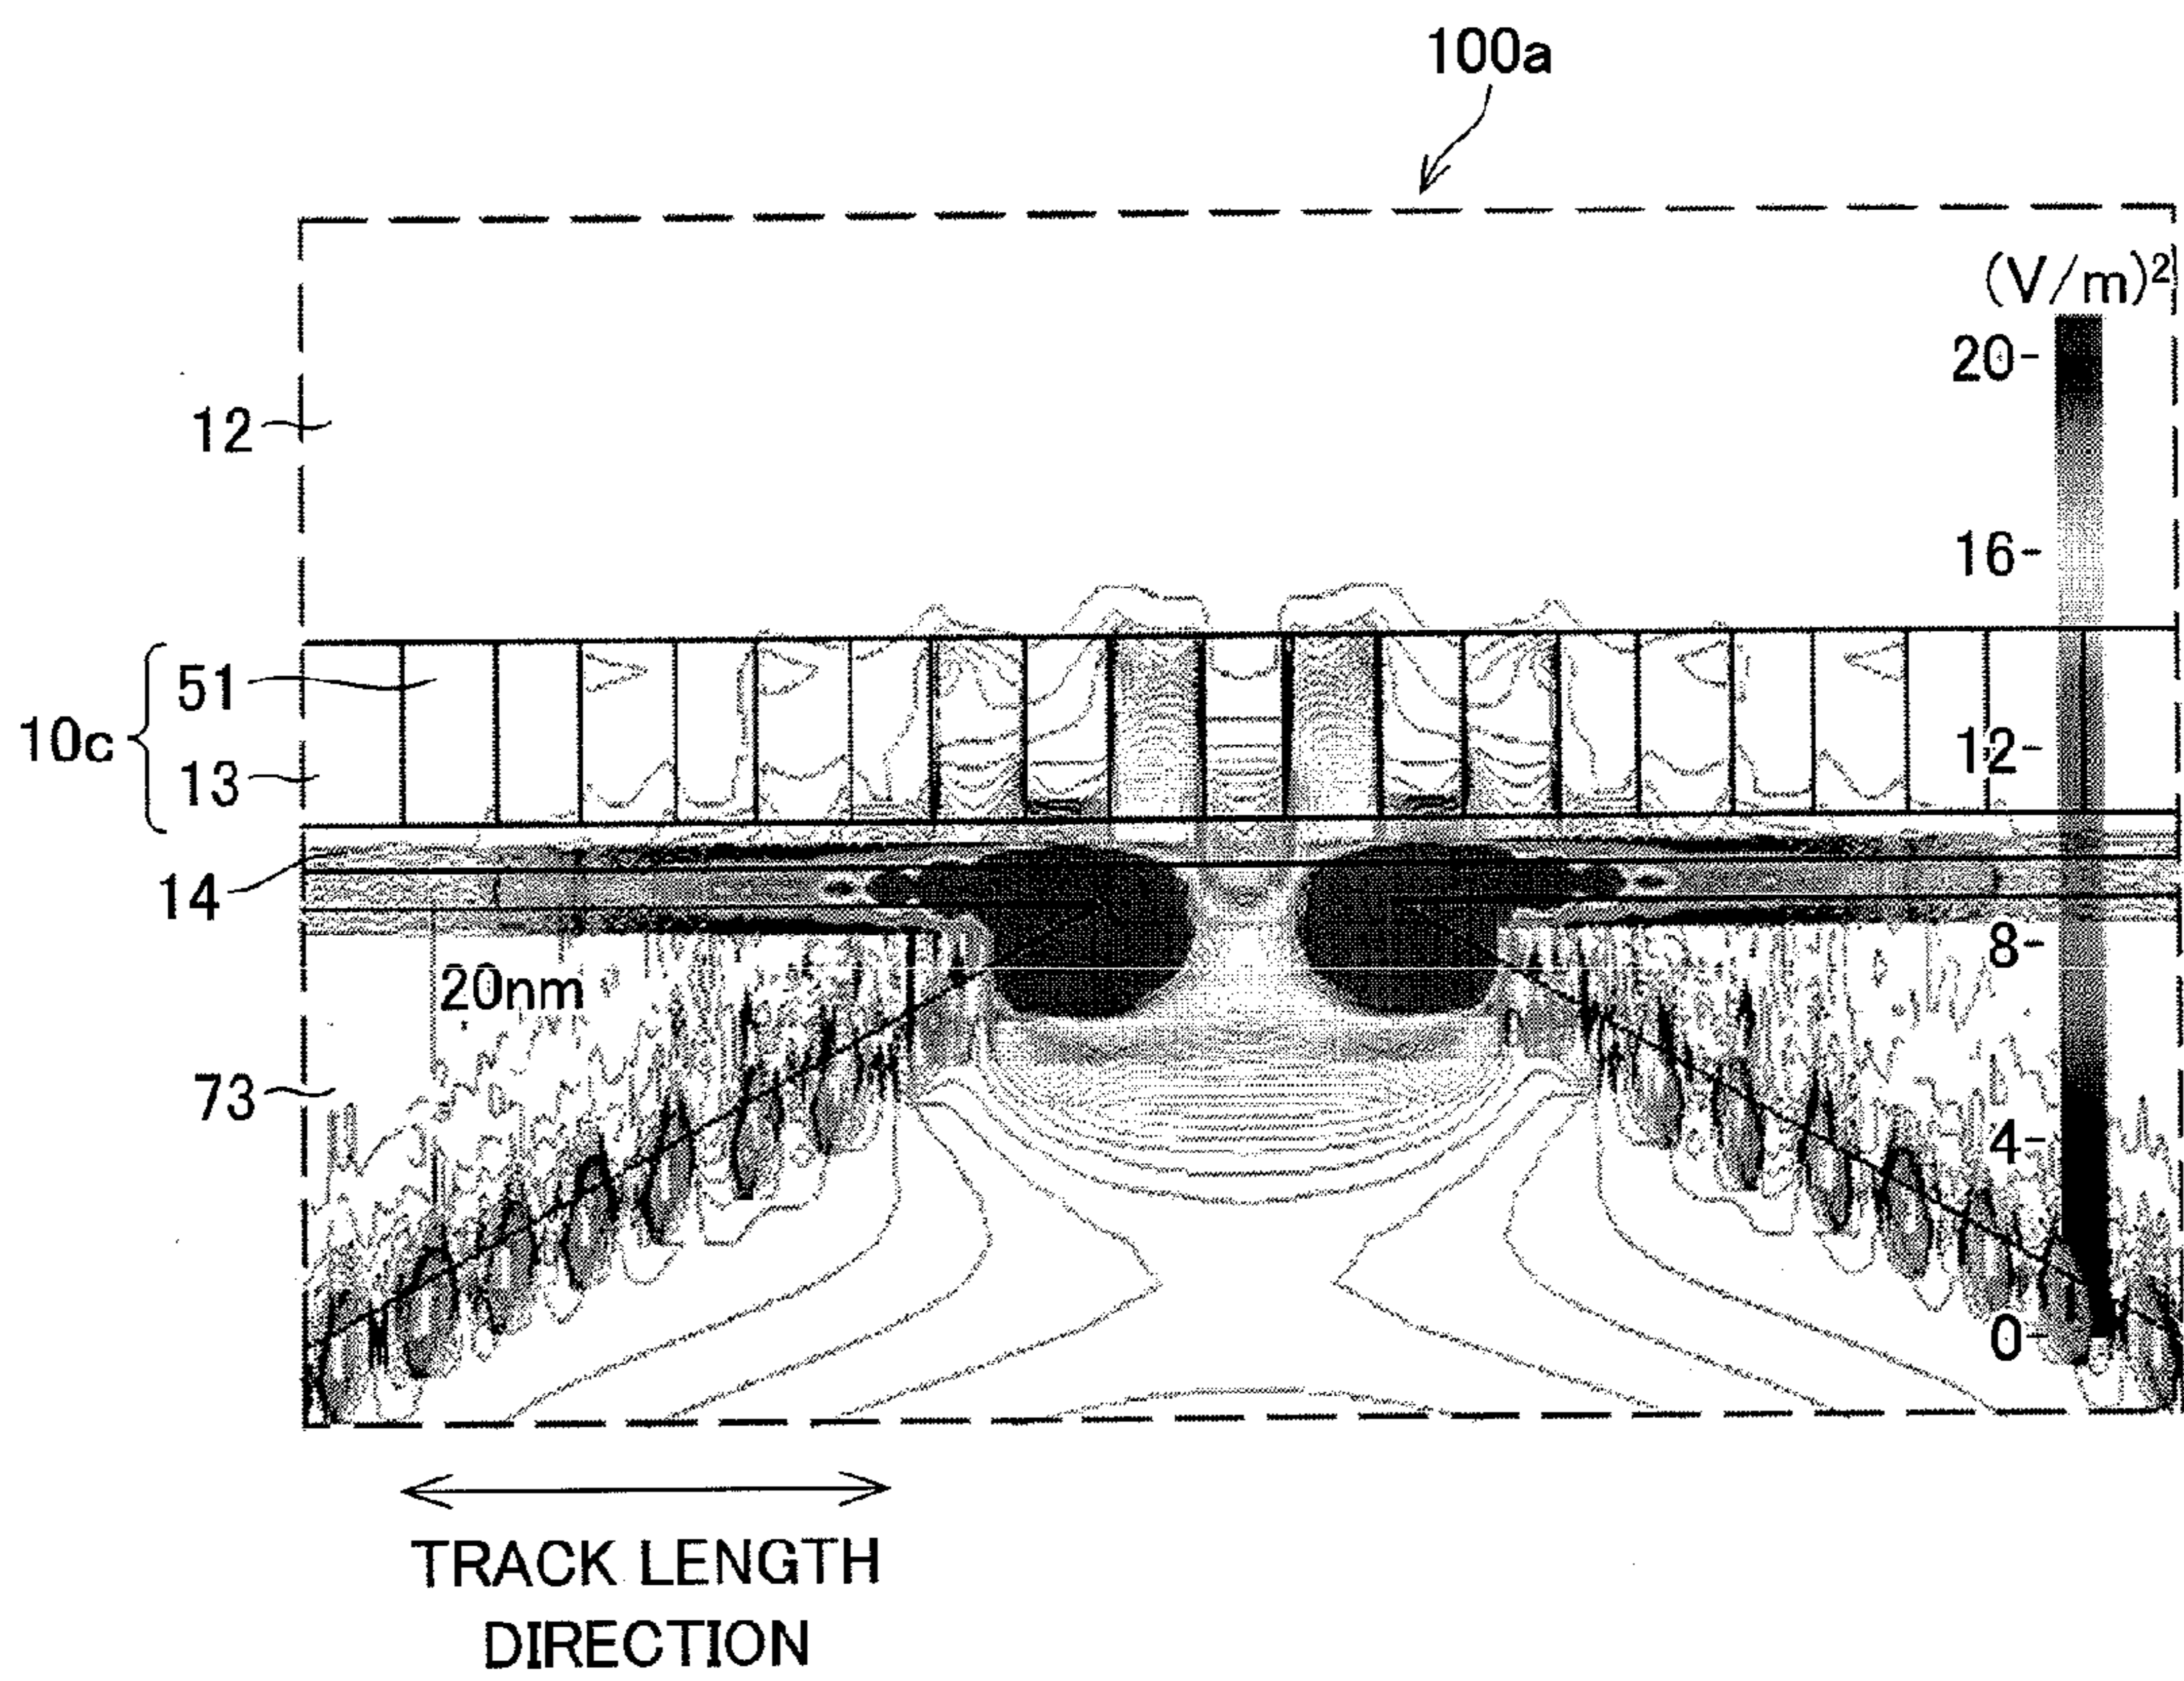 100a
(V/m)2
20-
12
16-
51
10c
12-
13
14
8-
20nm
73
4-
0-
TRACK LENGTH
DIRECTION